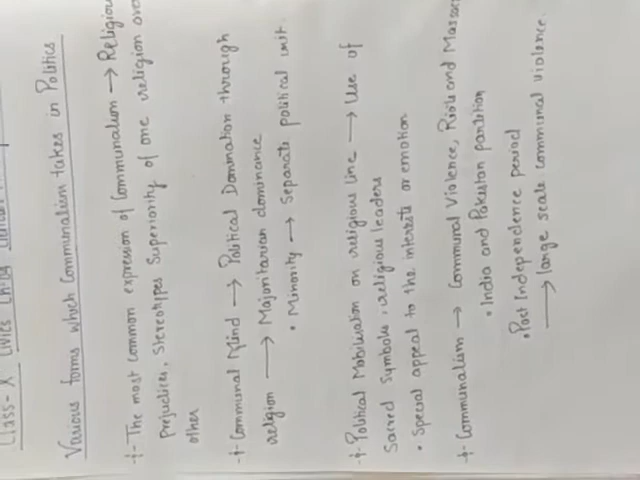 Class- X Civics
Various forms which Communalism takes in Politics
-|- The most common expression of Communalism → Religious
Prejudices, Stereotypes Superiority of one religion over
other
-|- Communal Mind → Political Domination through
religion → Majoritarian dominance
• Minority → Separate political unit.
-|- Political Mobilisation on religious line → Use of
Sacred Symbols, religious leaders
• Special appeal to the interests or emotion
-|- Communalism → Communal Violence, Riots and
• India and Pakistan partition
• Post Independence period
→ large scale communal violence.